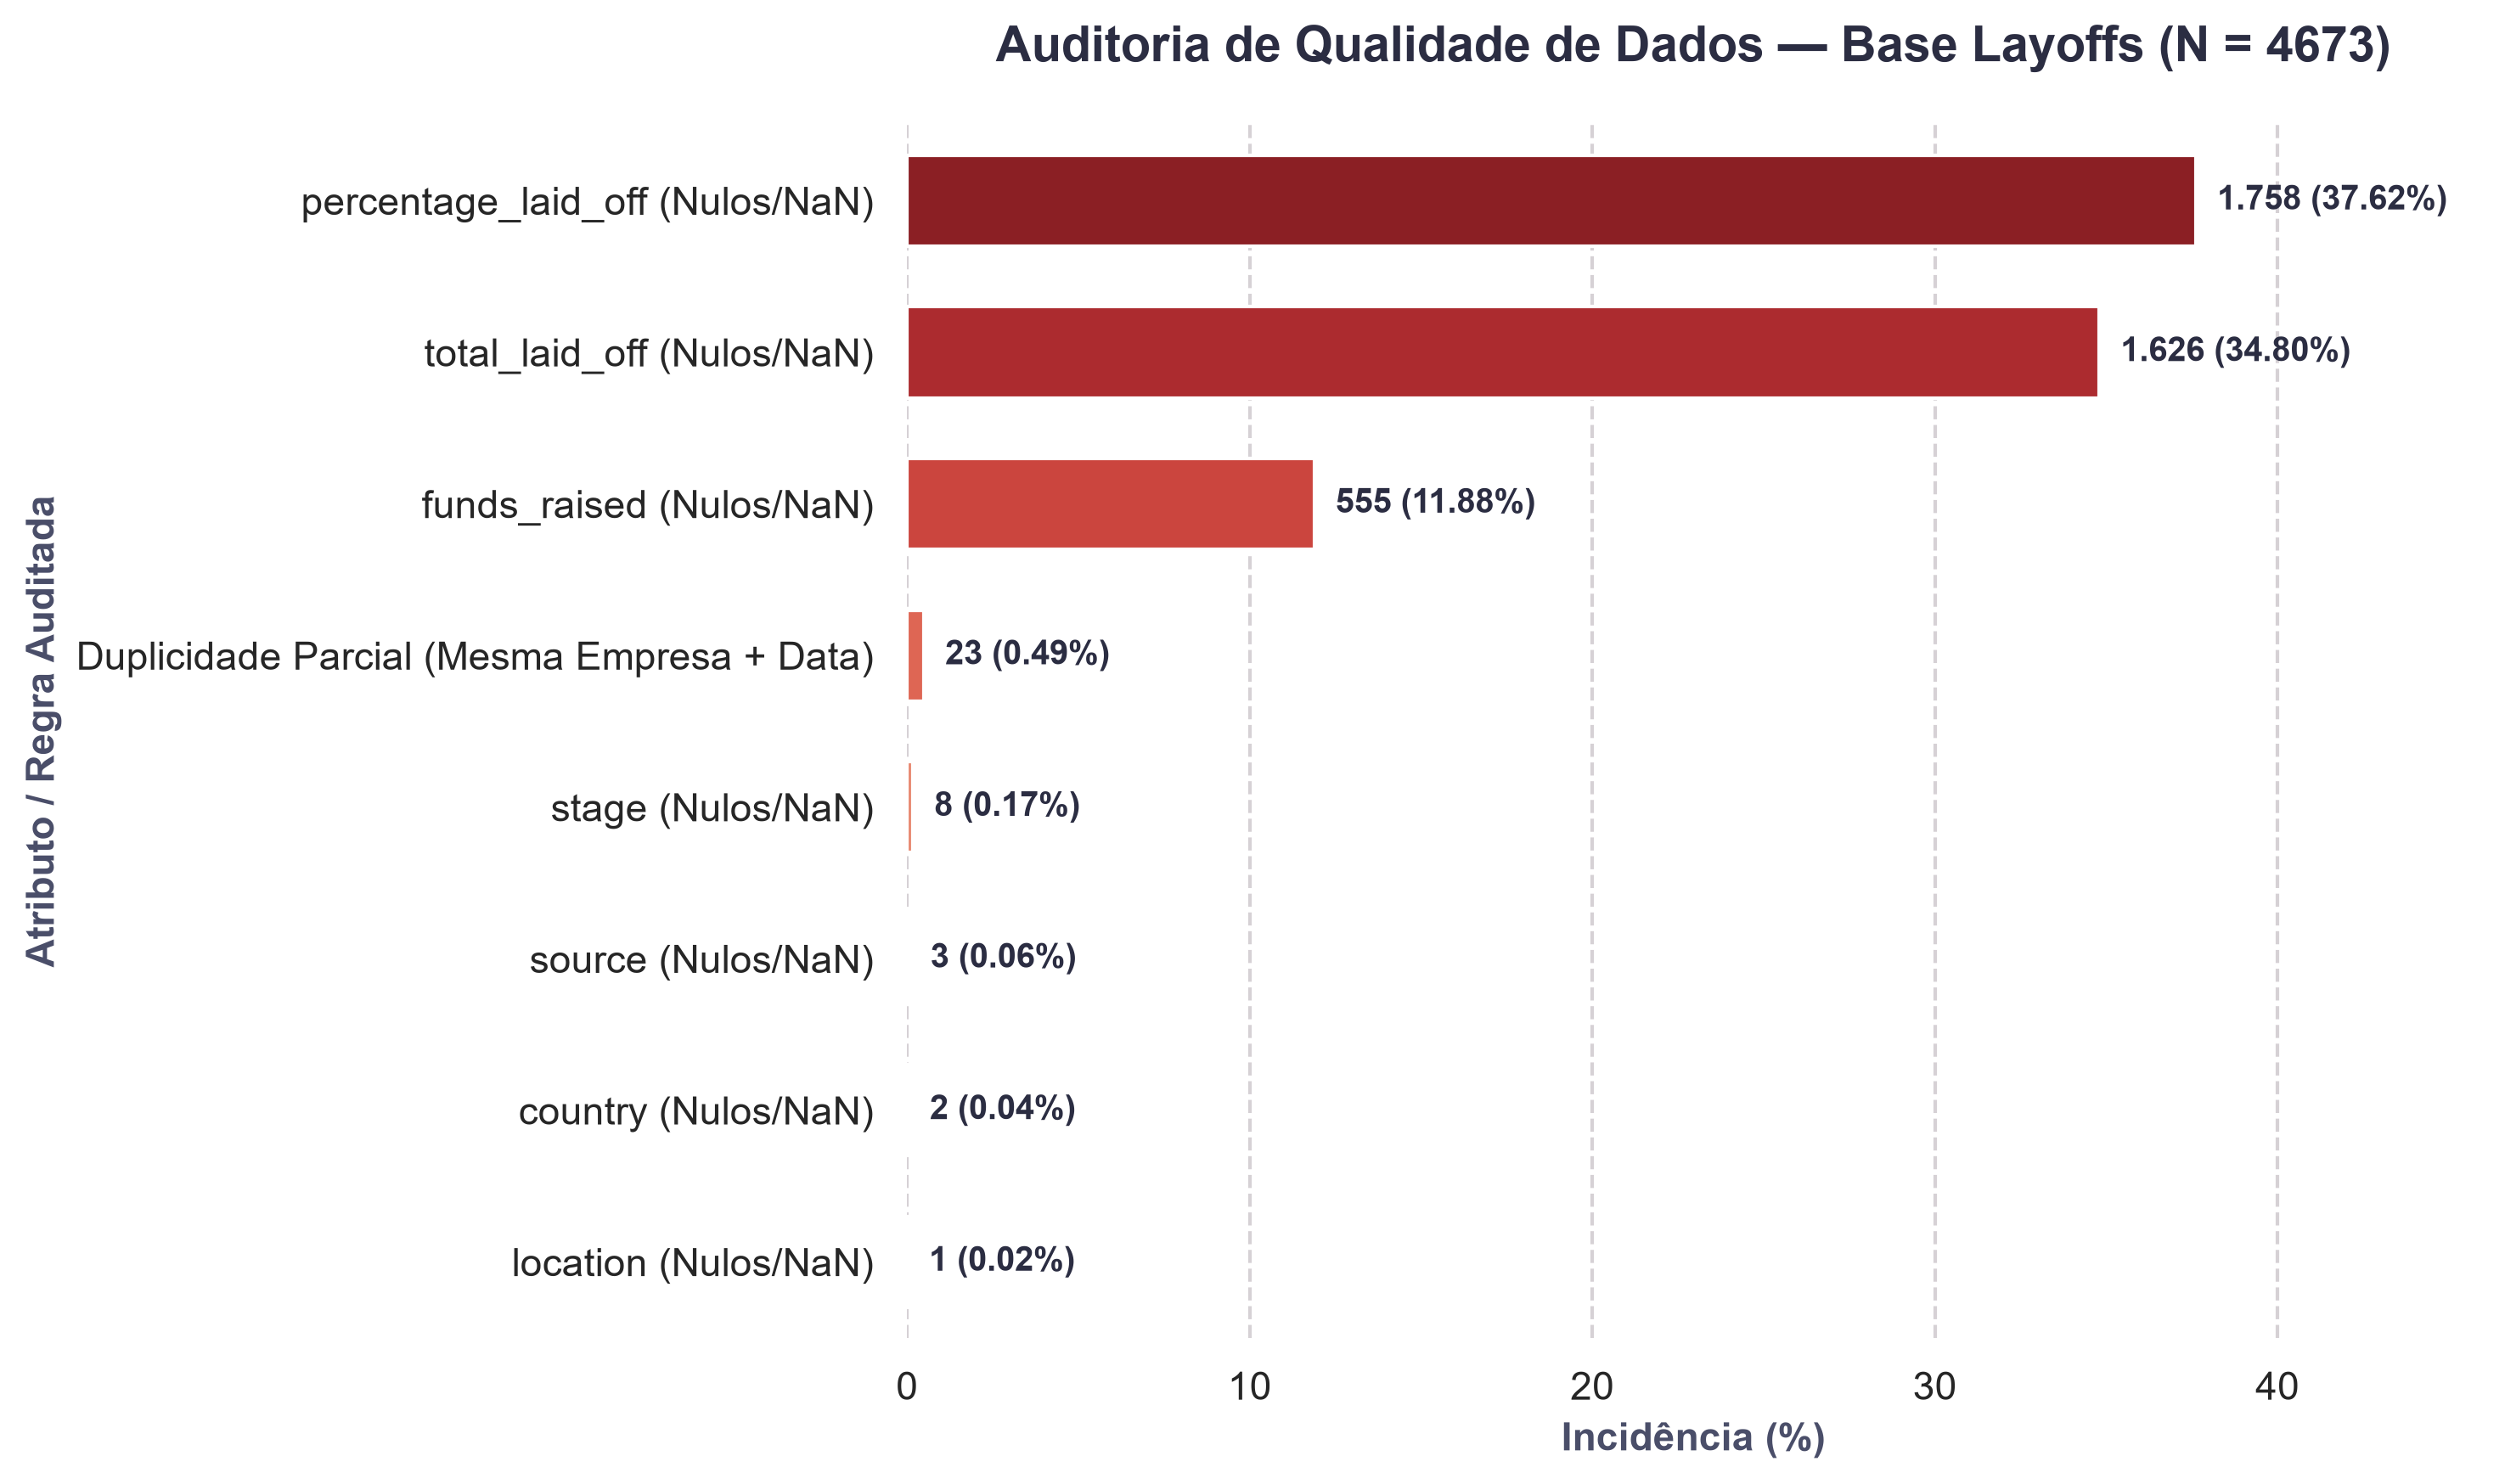 Auditoria de Qualidade de Dados — Base Layoffs (N = 4673)
Atributo / Regra Auditada
percentage_laid_off (Nulos/NaN) 1.758 (37.62%)
total_laid_off (Nulos/NaN) 1.626 (34.80%)
funds_raised (Nulos/NaN) 555 (11.88%)
Duplicidade Parcial (Mesma Empresa + Data) 23 (0.49%)
stage (Nulos/NaN) 8 (0.17%)
source (Nulos/NaN) 3 (0.06%)
country (Nulos/NaN) 2 (0.04%)
location (Nulos/NaN) 1 (0.02%)
0 10 20 30 40
Incidência (%)